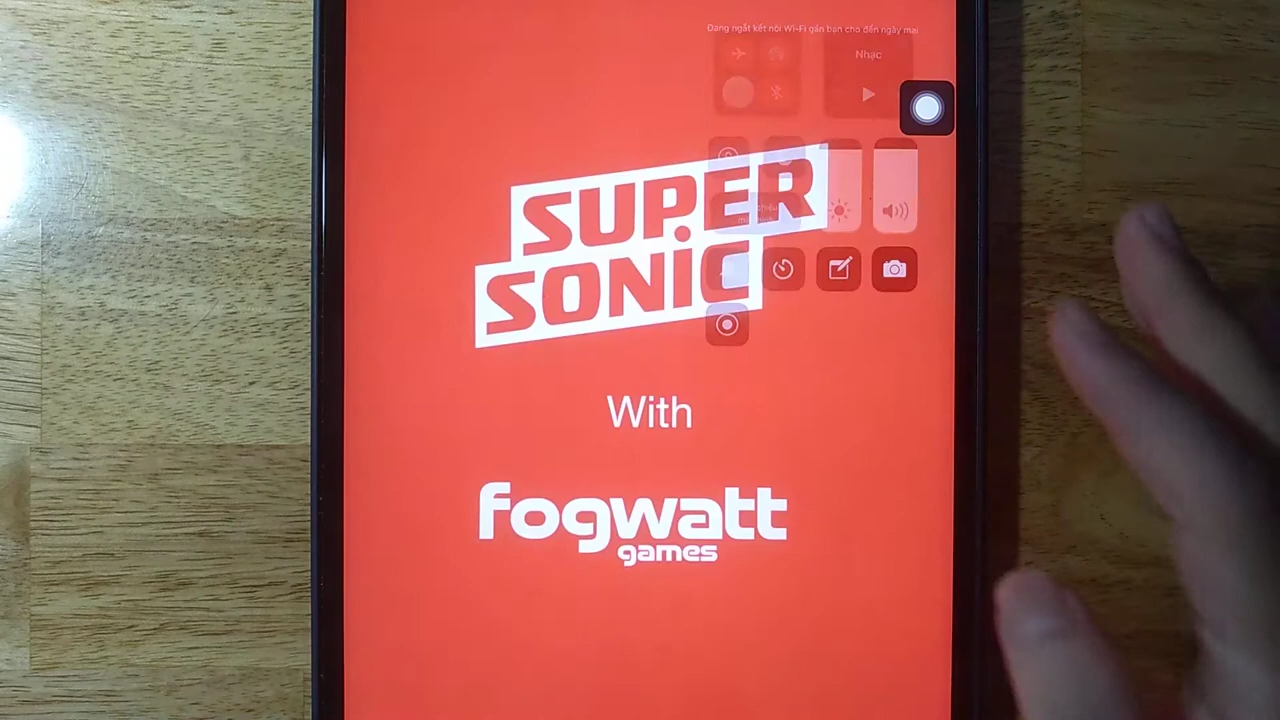 Đang ngắt kết nối Wi-Fi gần bạn cho đến ngày mai
Nhạc
SUPER
SONIC
With
fogwatt
games